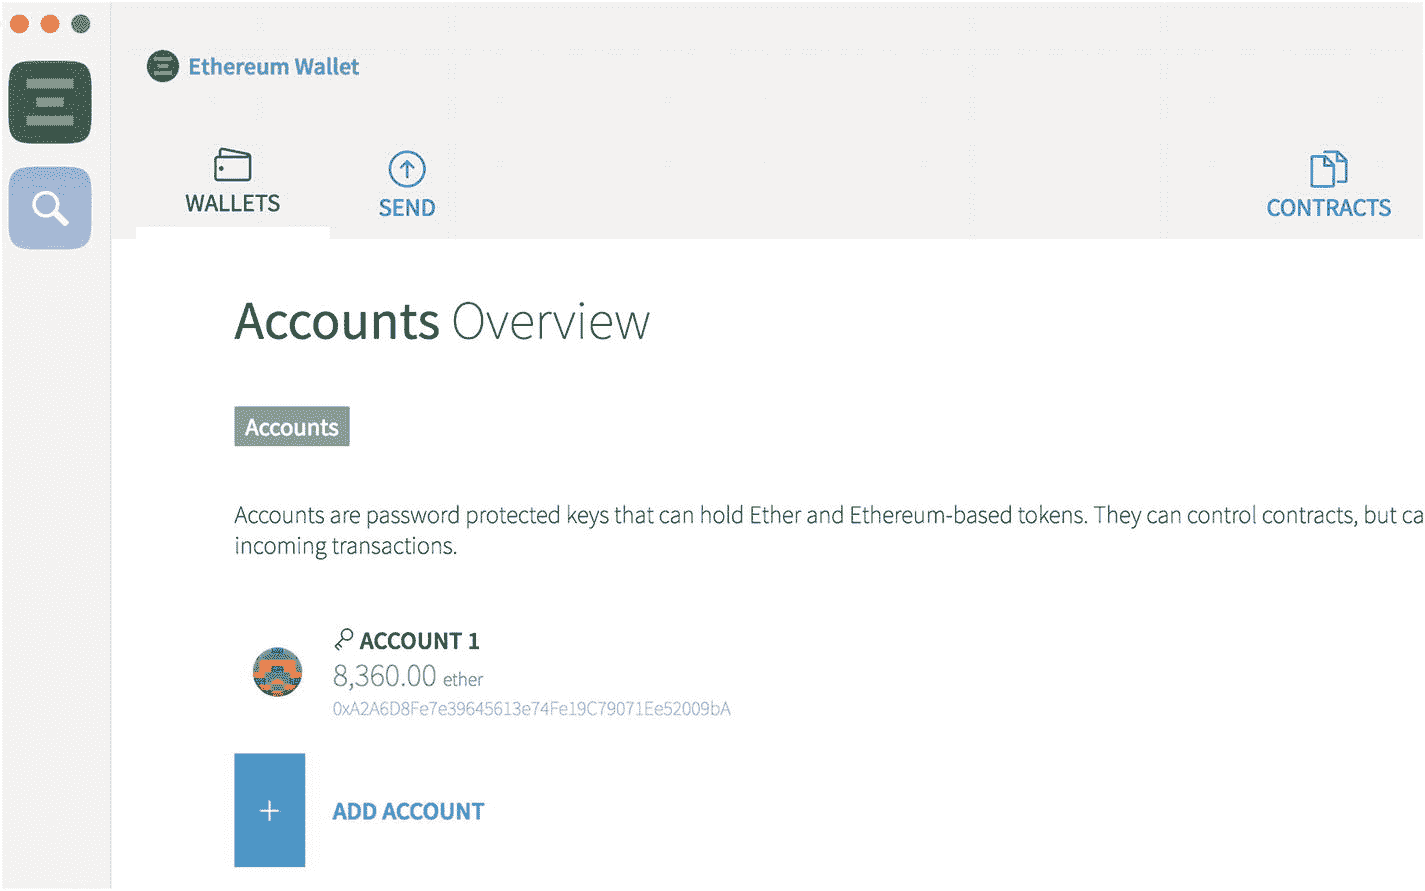 Ethereum Wallet
WALLETS
SEND
CONTRACTS
Accounts Overview
Accounts
Accounts are password protected keys that can hold Ether and Ethereum-based tokens. They can control contracts, but ca
incoming transactions.
ACCOUNT 1
8,360.00 ether
0xA2A6D8Fe7e39645613e74Fe19C79071Ee52009bA
+
ADD ACCOUNT